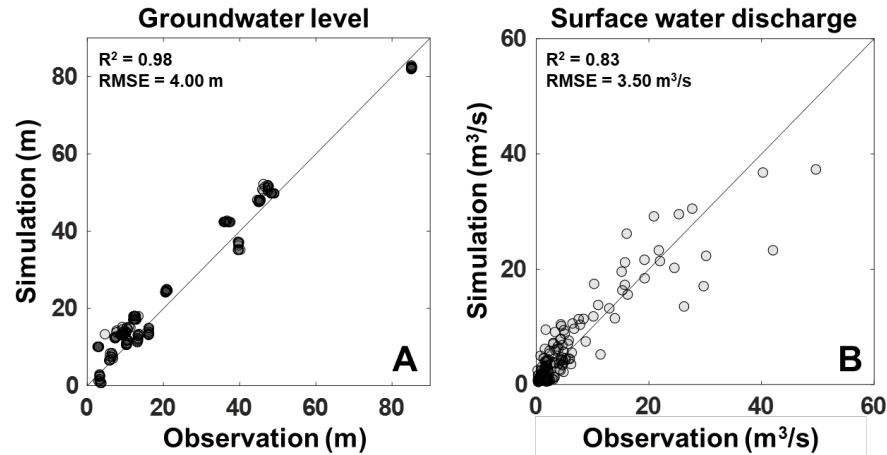 Groundwater level
R² = 0.98
RMSE = 4.00 m
80
60
40
20
0
Simulation (m)
A
0 20 40 60 80
Observation (m)
Surface water discharge
R² = 0.83
RMSE = 3.50 m³/s
60
40
20
0
Simulation (m³/s)
B
0 20 40 60
Observation (m³/s)